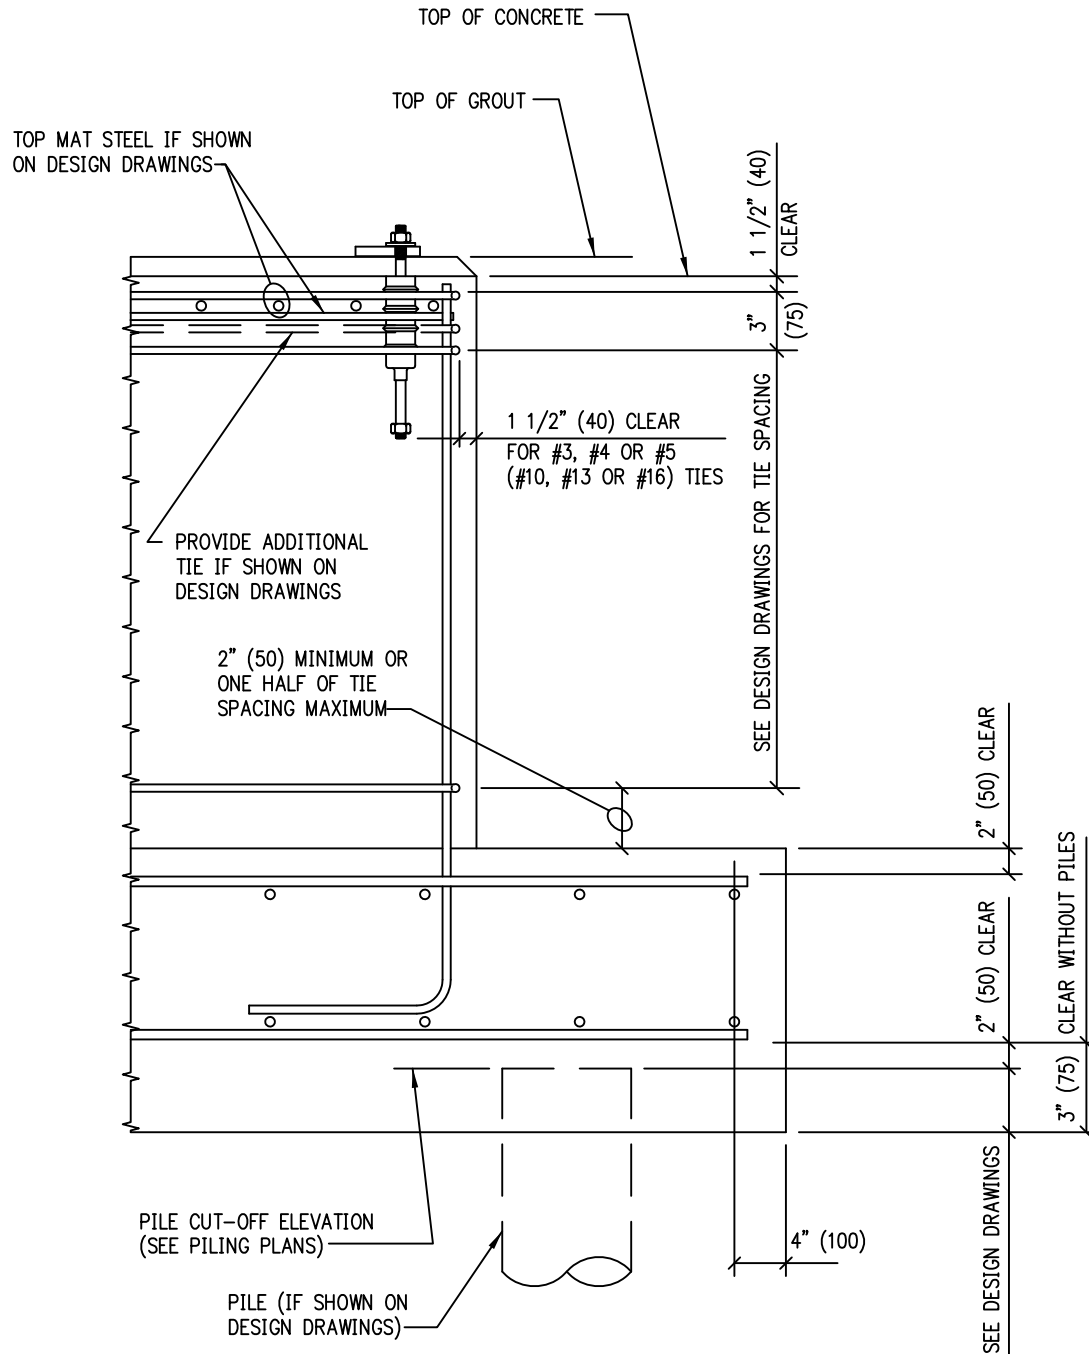 TOP OF CONCRETE
TOP OF GROUT
TOP MAT STEEL IF SHOWN
ON DESIGN DRAWINGS
1 1/2" (40)
CLEAR
3"
(75)
1 1/2" (40) CLEAR
FOR #3, #4 OR #5
(#10, #13 OR #16) TIES
SEE DESIGN DRAWINGS FOR TIE SPACING
PROVIDE ADDITIONAL
TIE IF SHOWN ON
DESIGN DRAWINGS
2" (50) MINIMUM OR
ONE HALF OF TIE
SPACING MAXIMUM
2" (50) CLEAR
2" (50) CLEAR
3" (75) CLEAR WITHOUT PILES
SEE DESIGN DRAWINGS
PILE CUT-OFF ELEVATION
(SEE PILING PLANS)
4" (100)
PILE (IF SHOWN ON
DESIGN DRAWINGS)